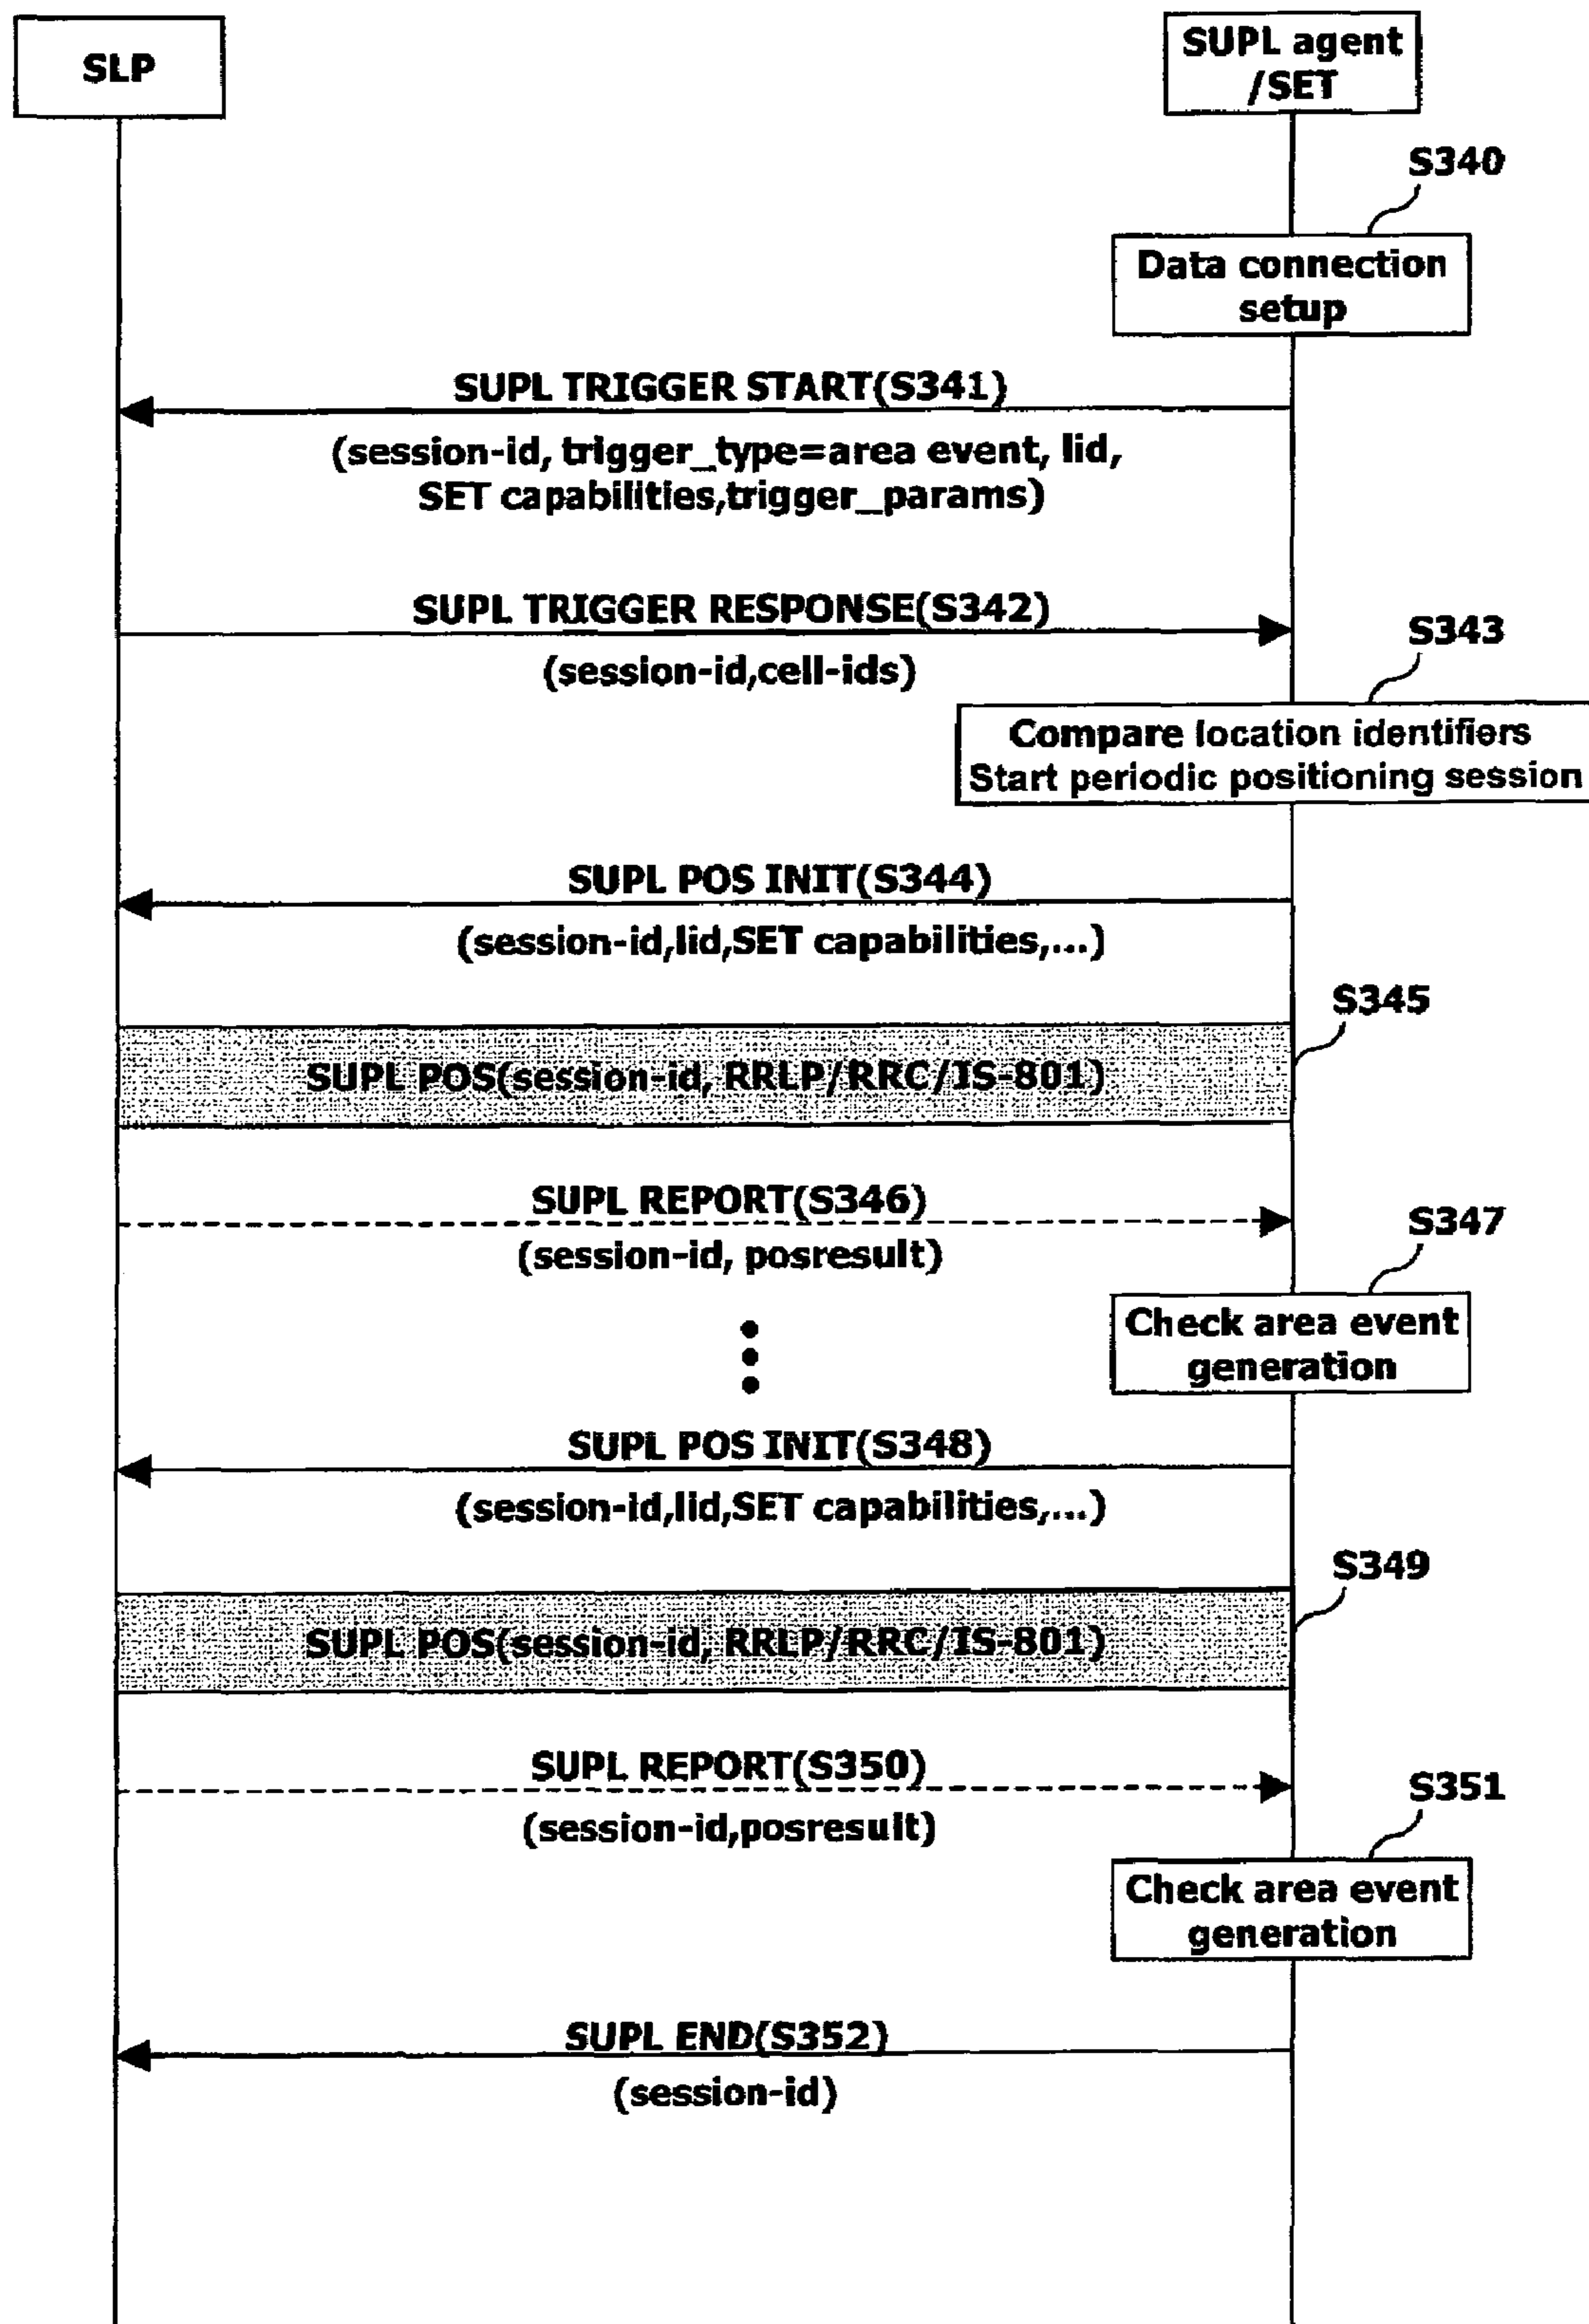 SLP
SUPL agent
/SET
S340
Data connection
setup
SUPL TRIGGER START(S341)
(session-id, trigger_type=area event, lid,
SET capabilities,trigger_params)
SUPL TRIGGER RESPONSE(S342)
(session-id,cell-ids)
S343
Compare location identifiers
Start periodic positioning session
SUPL POS INIT(S344)
(session-id,lid,SET capabilities,...)
S345
SUPL POS(session-id, RRLP/RRC/IS-801)
SUPL REPORT(S346)
(session-id, posresult)
S347
Check area event
generation
SUPL POS INIT(S348)
(session-id,lid,SET capabilities,...)
S349
SUPL POS(session-id, RRLP/RRC/IS-801)
SUPL REPORT(S350)
(session-id,posresult)
S351
Check area event
generation
SUPL END(S352)
(session-id)